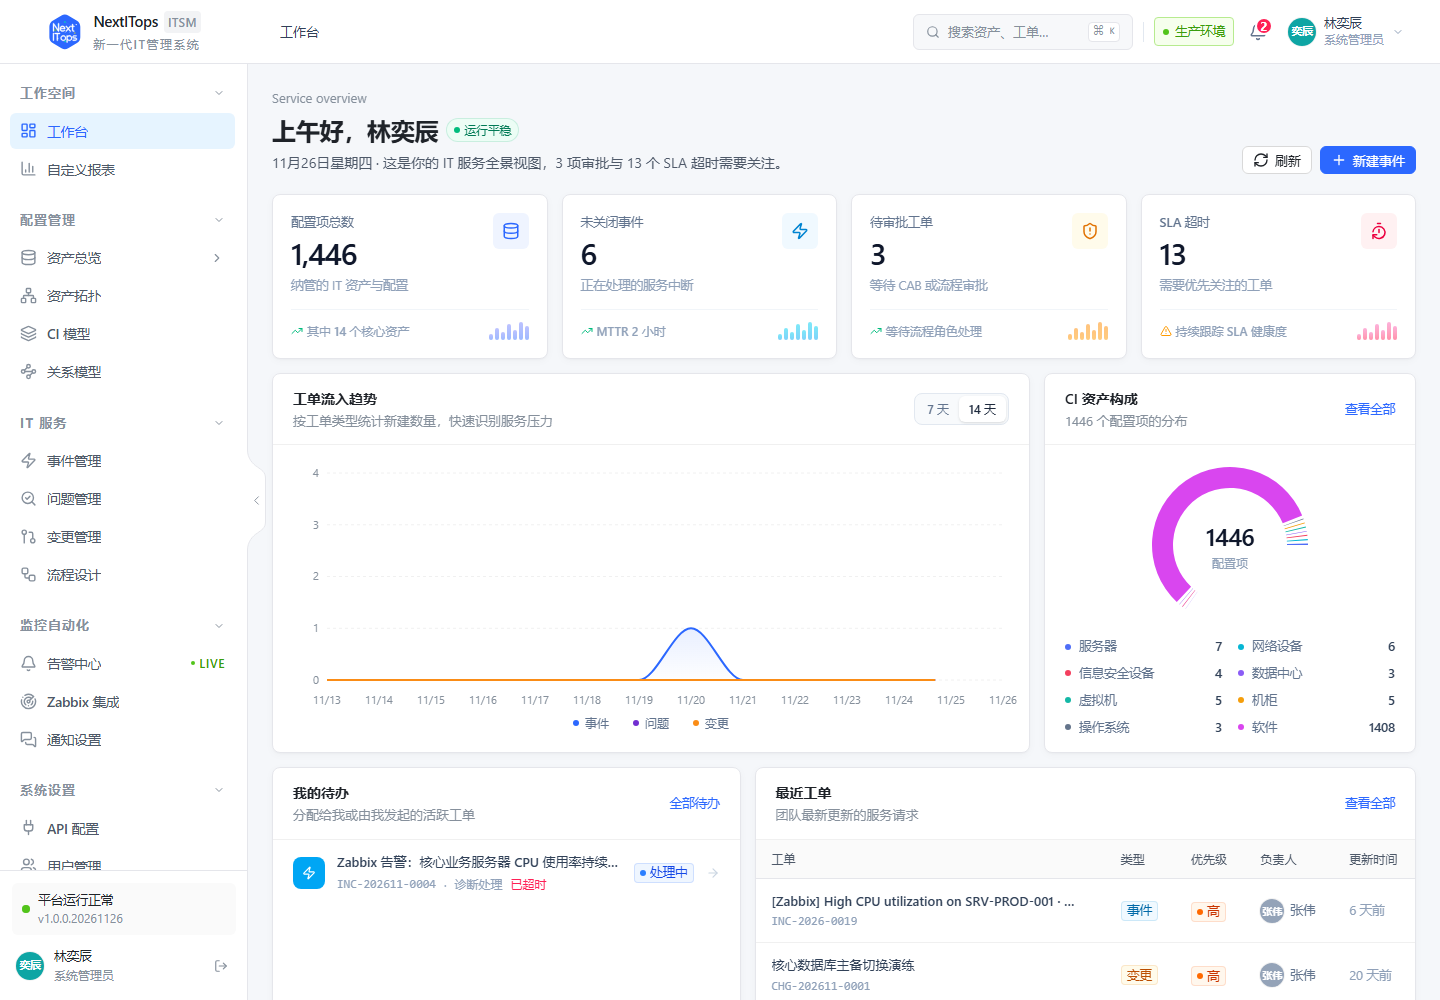 Next
ITops
NextITops ITSM
新一代IT管理系统
工作台
搜索资产、工单...
⌘ K
生产环境
2
奕辰
林奕辰
系统管理员
工作空间
工作台
自定义报表
配置管理
资产总览
资产拓扑
CI 模型
关系模型
IT 服务
事件管理
问题管理
变更管理
流程设计
监控自动化
告警中心
LIVE
Zabbix 集成
通知设置
系统设置
API 配置
用户管理
平台运行正常
v1.0.0.20261126
奕辰
林奕辰
系统管理员
Service overview
上午好，林奕辰
运行平稳
11月26日星期四 · 这是你的 IT 服务全景视图，3 项审批与 13 个 SLA 超时需要关注。
刷新
新建事件
配置项总数
1,446
纳管的 IT 资产与配置
其中 14 个核心资产
未关闭事件
6
正在处理的服务中断
MTTR 2 小时
待审批工单
3
等待 CAB 或流程审批
等待流程角色处理
SLA 超时
13
需要优先关注的工单
持续跟踪 SLA 健康度
工单流入趋势
按工单类型统计新建数量，快速识别服务压力
7 天
14 天
4
3
2
1
0
11/13 11/14 11/15 11/16 11/17 11/18 11/19 11/20 11/21 11/22 11/23 11/24 11/25 11/26
事件 问题 变更
CI 资产构成
1446 个配置项的分布
查看全部
1446
配置项
服务器 7 网络设备 6
信息安全设备 4 数据中心 3
虚拟机 5 机柜 5
操作系统 3 软件 1408
我的待办
分配给我或由我发起的活跃工单
全部待办
Zabbix 告警：核心业务服务器 CPU 使用率持续...
INC-202611-0004 · 诊断处理 已超时
处理中
最近工单
团队最新更新的服务请求
查看全部
工单 类型 优先级 负责人 更新时间
[Zabbix] High CPU utilization on SRV-PROD-001 · ...
INC-2026-0019
事件 高 张伟 张伟 6 天前
核心数据库主备切换演练
CHG-202611-0001
变更 高 张伟 张伟 20 天前